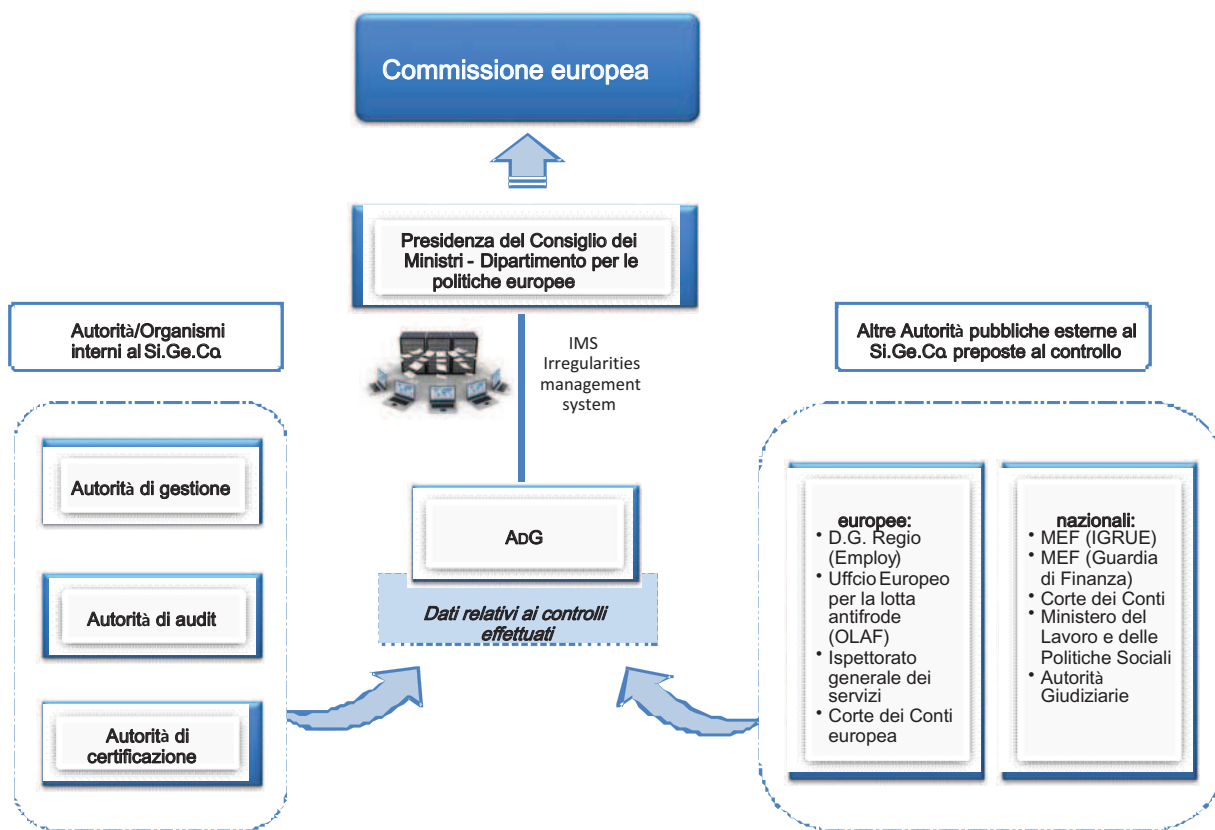 Commissione europea
Presidenza del Consiglio dei
Ministri - Dipartimento per le
politiche europee
Autorità/Organismi
interni al Si.Ge.Co.
IMS
Irregularities
management
system
Altre Autorità pubbliche esterne al
Si.Ge.Co. preposte al controllo
Autorità di gestione
Autorità di audit
Autorità di
certificazione
ADG
Dati relativi ai controlli
effettuati
europee:
• D.G. Regio
(Employ)
• Uffcio Europeo
per la lotta
antifrode
(OLAF)
• Ispettorato
generale dei
servizi
• Corte dei Conti
europea
nazionali:
• MEF (IGRUE)
• MEF (Guardia
di Finanza)
• Corte dei Conti
• Ministero del
Lavoro e delle
Politiche Sociali
• Autorità
Giudiziarie